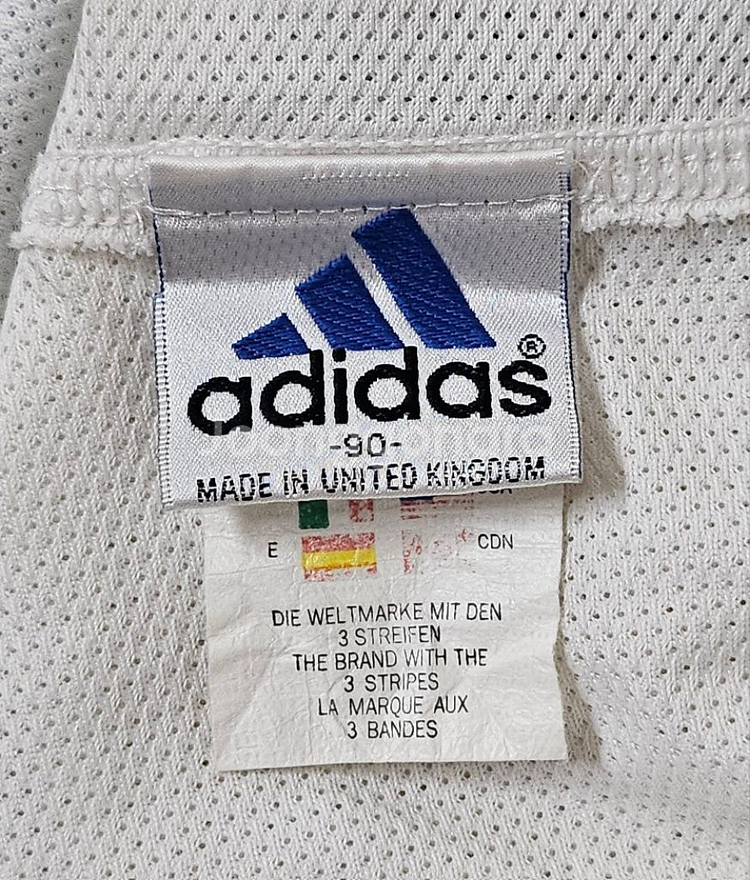 adidas®
-90-
MADE IN UNITED KINGDOM
E
CDN
DIE WELTMARKE MIT DEN
3 STREIFEN
THE BRAND WITH THE
3 STRIPES
LA MARQUE AUX
3 BANDES